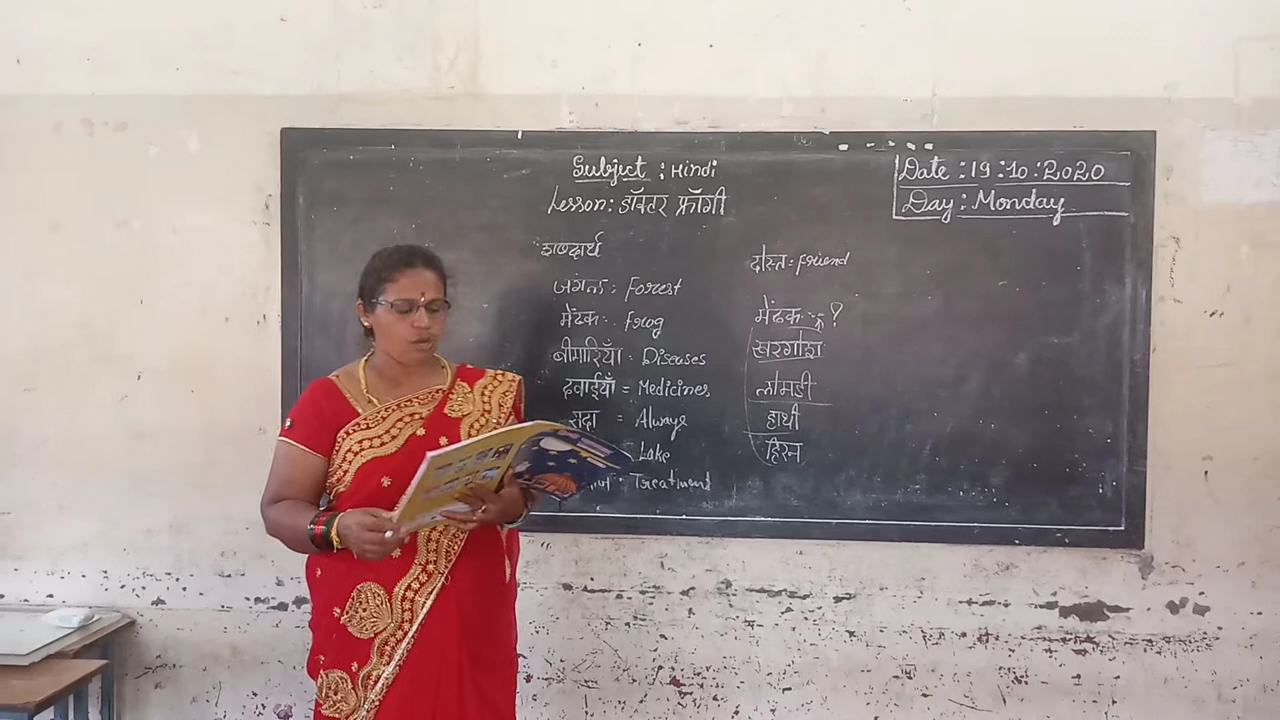 Subject : Hindi
Lesson: डॉक्टर फ्रॉगी
Date : 19:10:2020
Day: Monday
शब्दार्थ
जंगल : Forest
मेंढक : Frog
बीमारियाँ : Diseases
दवाईयाँ = Medicines
सदा = Always
Lake
: Treatment
दोस्त : Friend
मेंढक : ?
खरगोश
लोमडी
हाथी
हिरन